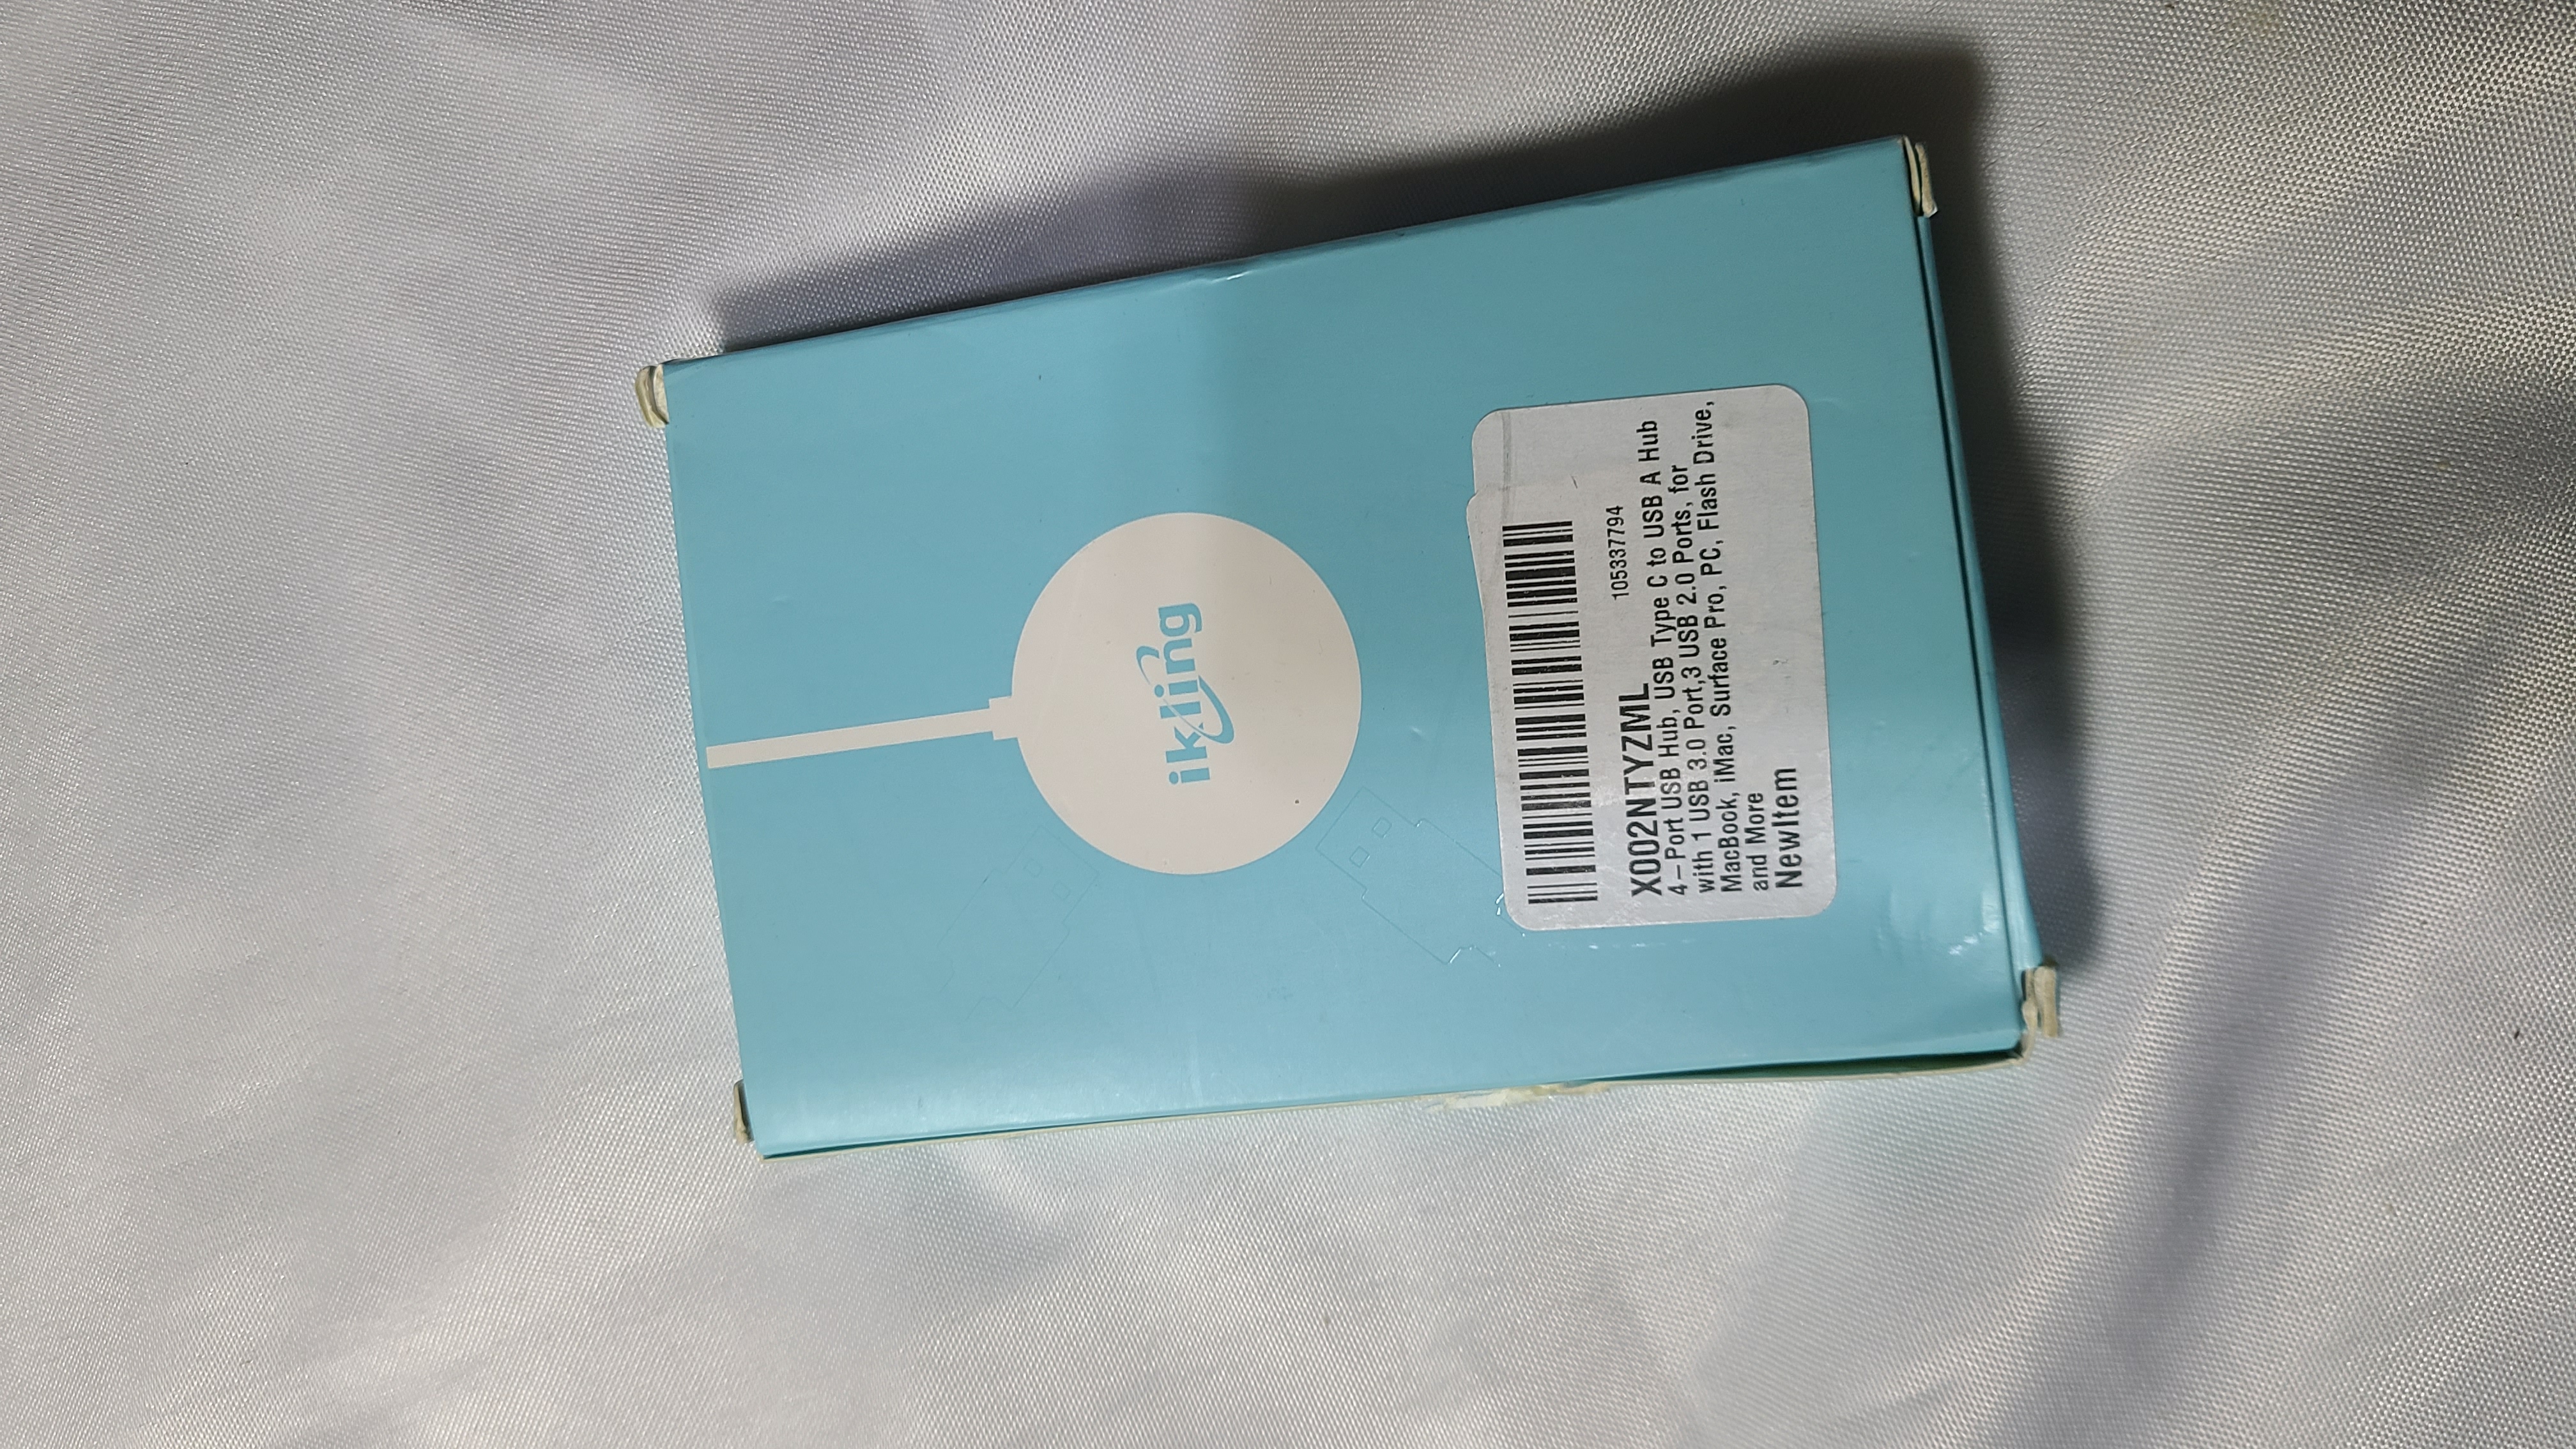 ikling
105337794
X002NTYZML
4-Port USB Hub, USB Type C to USB A Hub
with 1 USB 3.0 Port,3 USB 2.0 Ports, for
MacBook, iMac, Surface Pro, PC, Flash Drive,
and More
NewItem